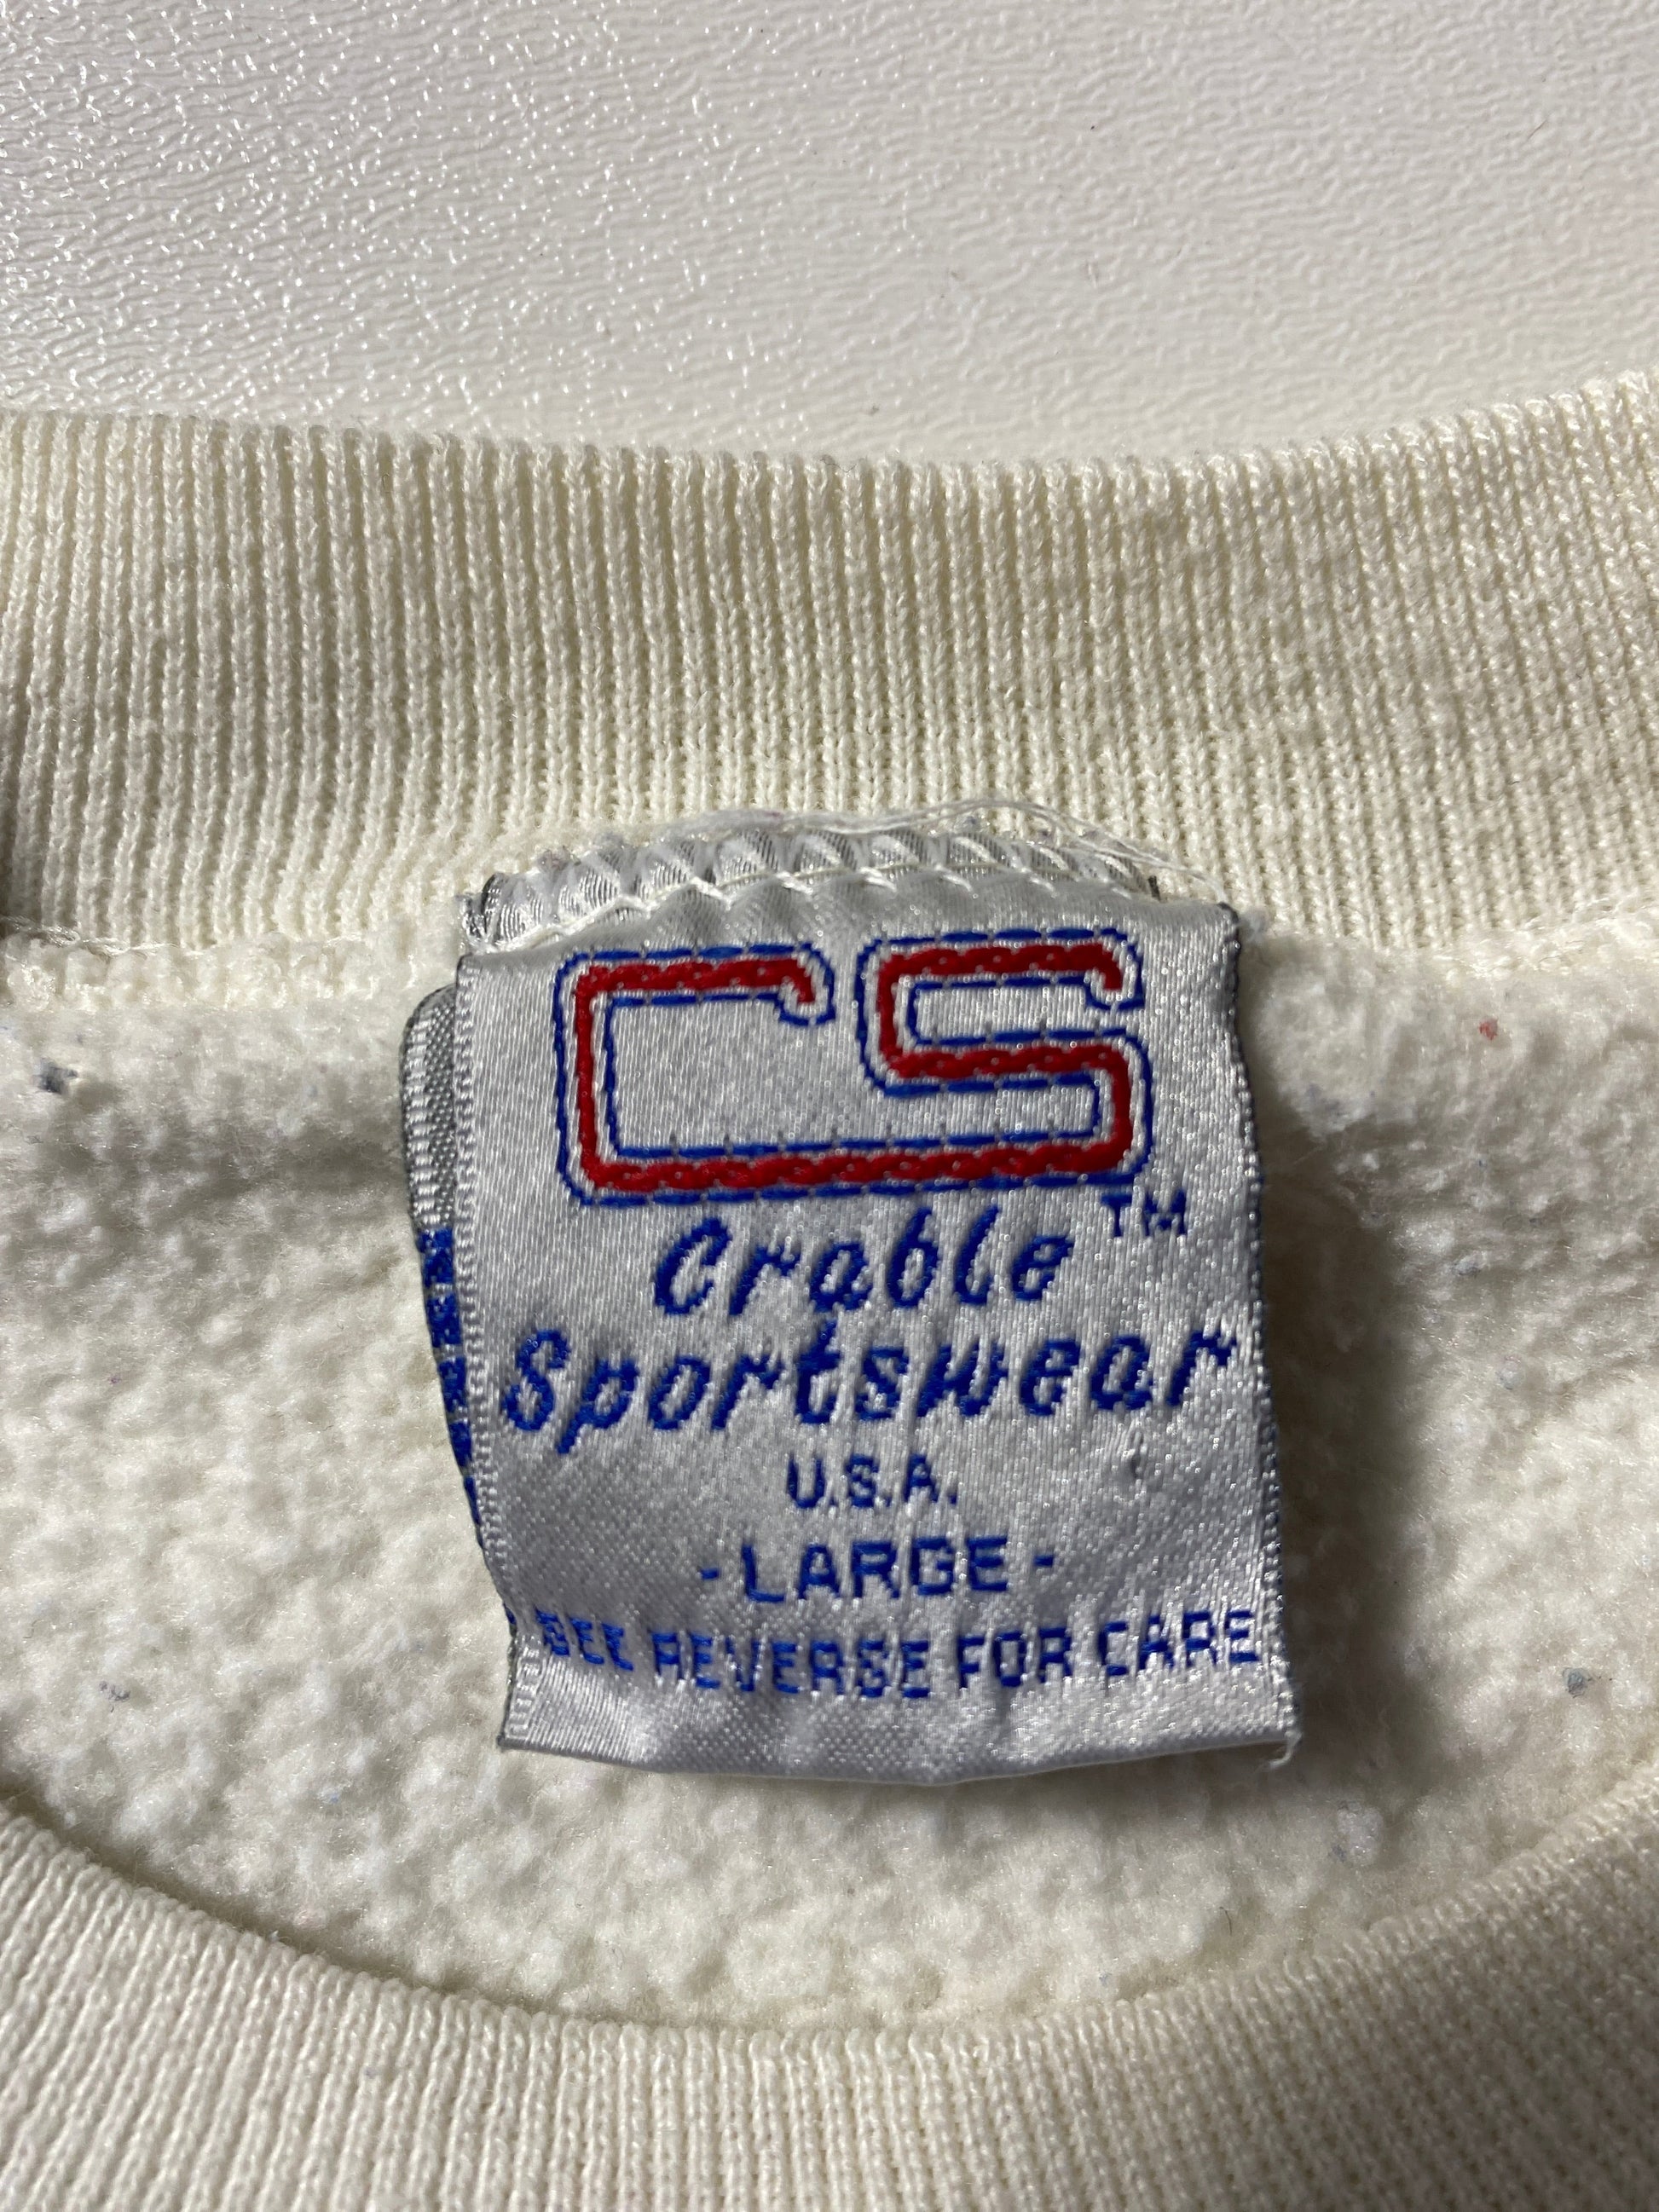 CS
Crable ™
Sportswear
U.S.A.
- LARGE -
SEE REVERSE FOR CARE